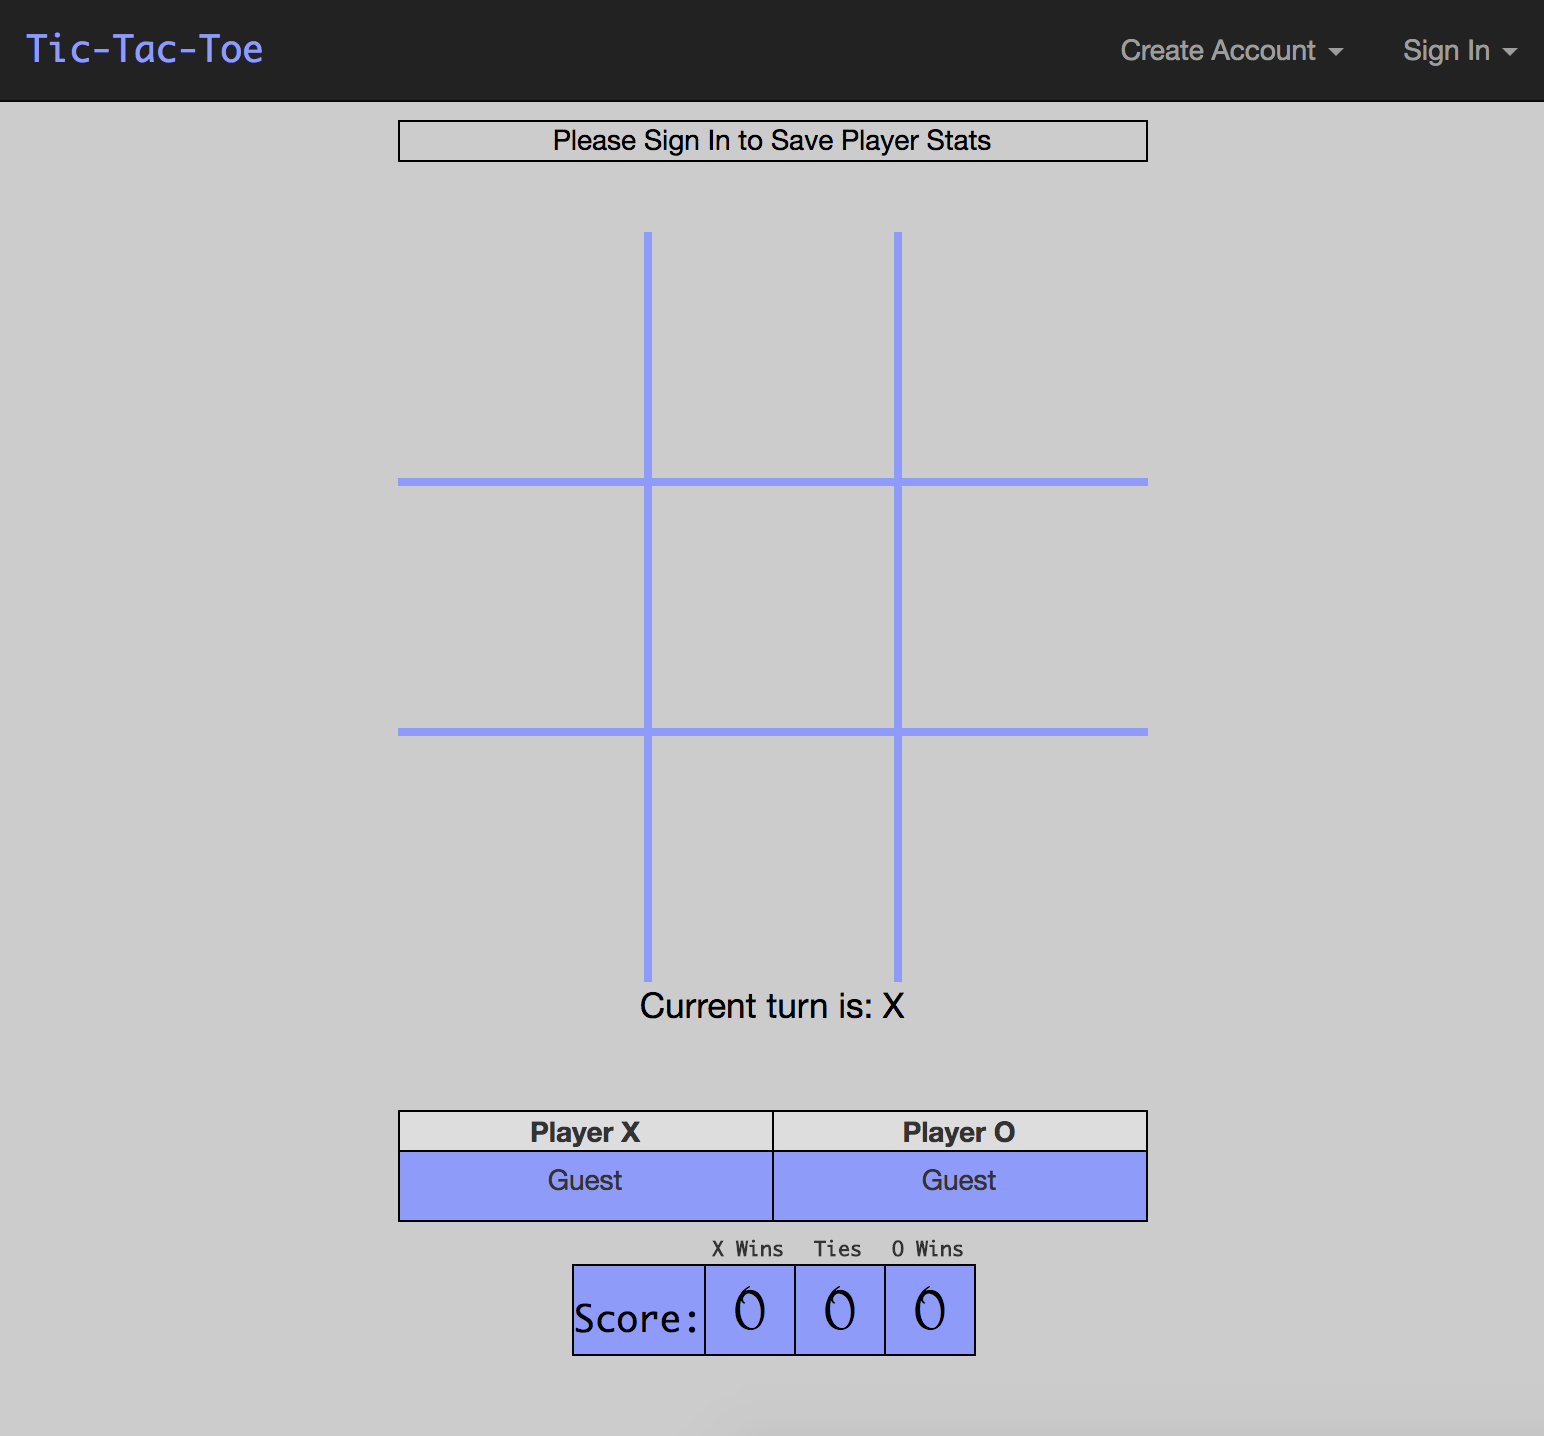 Tic-Tac-Toe Create Account Sign In
Please Sign In to Save Player Stats
Current turn is: X
Player X Player O
Guest Guest
X Wins Ties O Wins
Score: 0 0 0